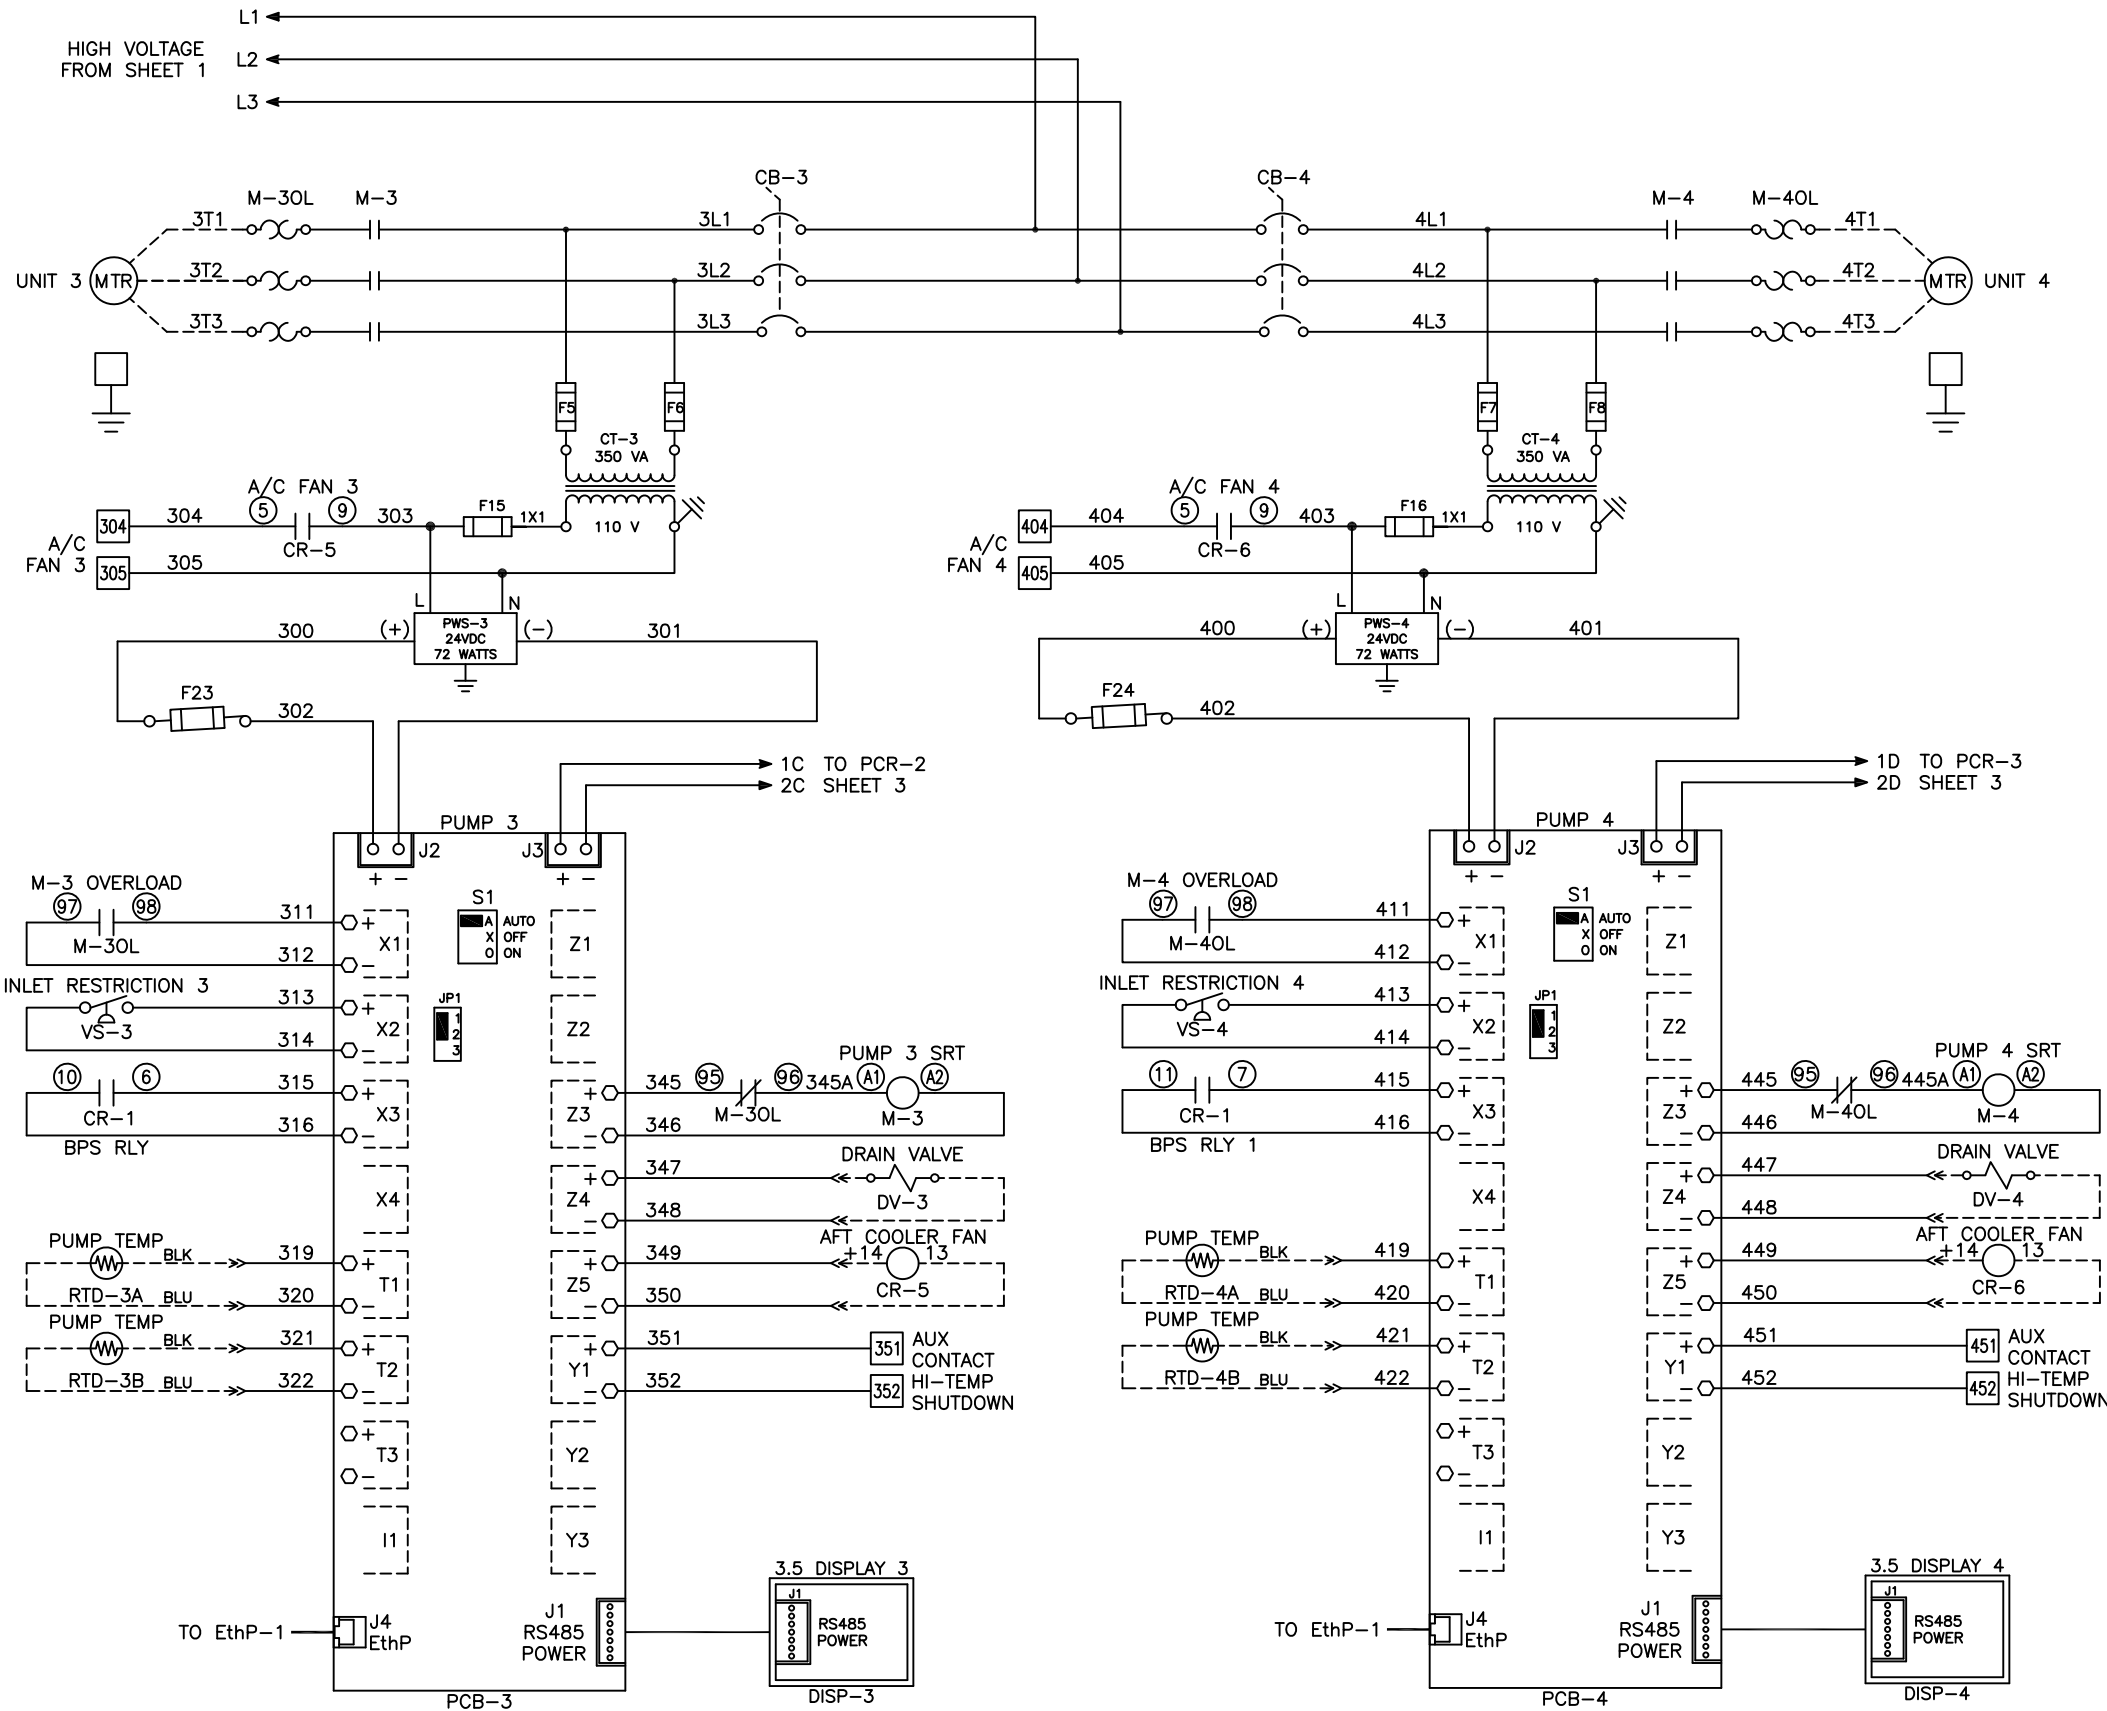 L1
HIGH VOLTAGE
FROM SHEET 1
L2
L3
CB-3
CB-4
M-3OL
M-3
M-4
M-4OL
3T1
3L1
4L1
4T1
UNIT 3
MTR
3T2
3L2
4L2
4T2
MTR
UNIT 4
3T3
3L3
4L3
4T3
F5
F6
F7
F8
CT-3
350 VA
CT-4
350 VA
A/C FAN 3
5
9
304
304
303
F15
1X1
110 V
CR-5
A/C
FAN 3
305
305
A/C FAN 4
5
9
404
404
403
F16
1X1
110 V
CR-6
A/C
FAN 4
405
405
L
N
300
(+)
PWS-3
24VDC
72 WATTS
(-)
301
F23
302
L
N
400
(+)
PWS-4
24VDC
72 WATTS
(-)
401
F24
402
1C TO PCR-2
2C SHEET 3
1D TO PCR-3
2D SHEET 3
PUMP 3
J2
J3
+ -
+ -
M-3 OVERLOAD
97
98
311
+
M-3OL
X1
312
-
S1
A AUTO
X OFF
O ON
Z1
INLET RESTRICTION 3
313
+
VS-3
X2
314
-
JP1
1
2
3
Z2
10
6
315
+
CR-1
X3
316
-
BPS RLY
PUMP 3 SRT
Z3
+
345
95
96
345A
A1
A2
M-3OL
M-3
-
346
X4
DRAIN VALVE
Z4
+
347
DV-3
-
348
PUMP TEMP
BLK
319
+
T1
RTD-3A
BLU
320
-
AFT COOLER FAN
Z5
+
349
+14
13
CR-5
-
350
PUMP TEMP
BLK
321
+
T2
RTD-3B
BLU
322
-
Y1
+
351
351
AUX
CONTACT
-
352
352
HI-TEMP
SHUTDOWN
+
T3
-
Y2
I1
Y3
TO EthP-1
J4
EthP
J1
RS485
POWER
3.5 DISPLAY 3
J1
RS485
POWER
DISP-3
PCB-3
PUMP 4
J2
J3
+ -
+ -
M-4 OVERLOAD
97
98
411
+
M-4OL
X1
412
-
S1
A AUTO
X OFF
O ON
Z1
INLET RESTRICTION 4
413
+
VS-4
X2
414
-
JP1
1
2
3
Z2
11
7
415
+
CR-1
X3
416
-
BPS RLY 1
PUMP 4 SRT
Z3
+
445
95
96
445A
A1
A2
M-4OL
M-4
-
446
X4
DRAIN VALVE
Z4
+
447
DV-4
-
448
PUMP TEMP
BLK
419
+
T1
RTD-4A
BLU
420
-
AFT COOLER FAN
Z5
+
449
+14
13
CR-6
-
450
PUMP TEMP
BLK
421
+
T2
RTD-4B
BLU
422
-
Y1
+
451
451
AUX
CONTACT
-
452
452
HI-TEMP
SHUTDOWN
+
T3
-
Y2
I1
Y3
TO EthP-1
J4
EthP
J1
RS485
POWER
3.5 DISPLAY 4
J1
RS485
POWER
DISP-4
PCB-4